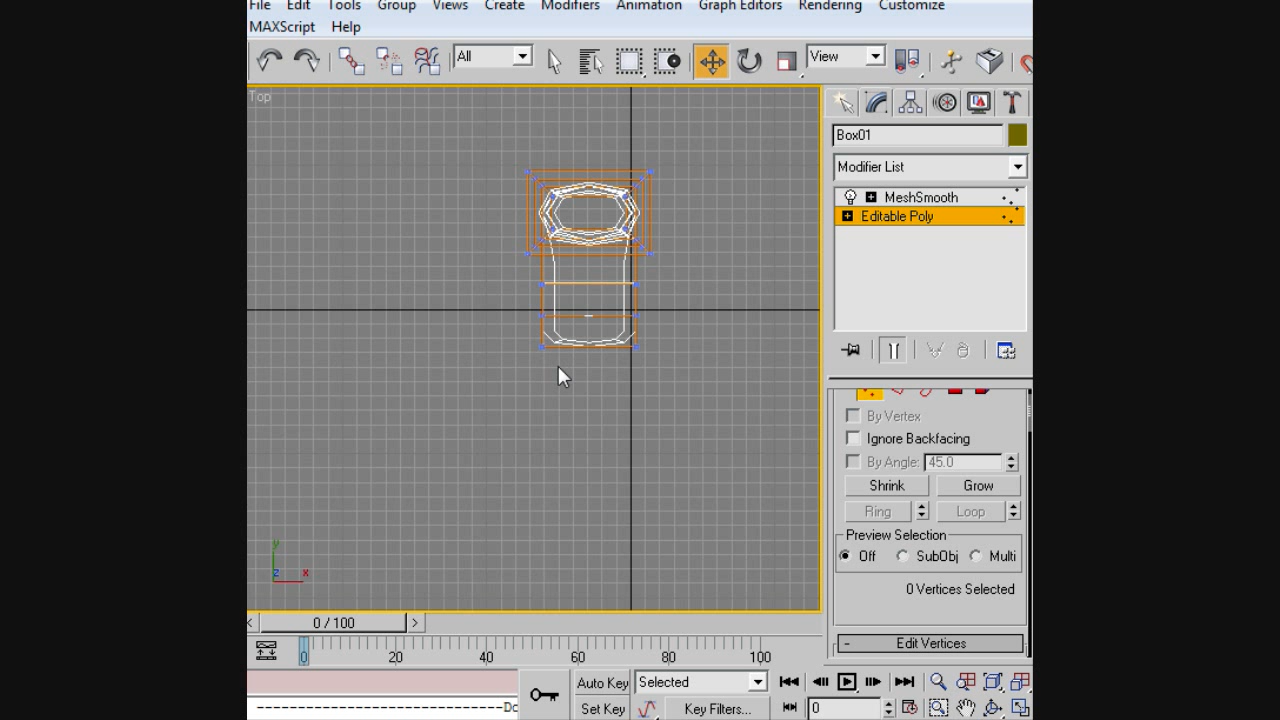 File Edit Tools Group Views Create Modifiers Animation Graph Editors Rendering Customize
MAXScript Help
All
View
Top
Box01
Modifier List
MeshSmooth
Editable Poly
By Vertex
Ignore Backfacing
By Angle: 45.0
Shrink Grow
Ring Loop
Preview Selection
Off SubObj Multi
0 Vertices Selected
y
z x
< 0 / 100 >
- Edit Vertices
0 20 40 60 80 100
Auto Key Selected
Set Key Key Filters... 0